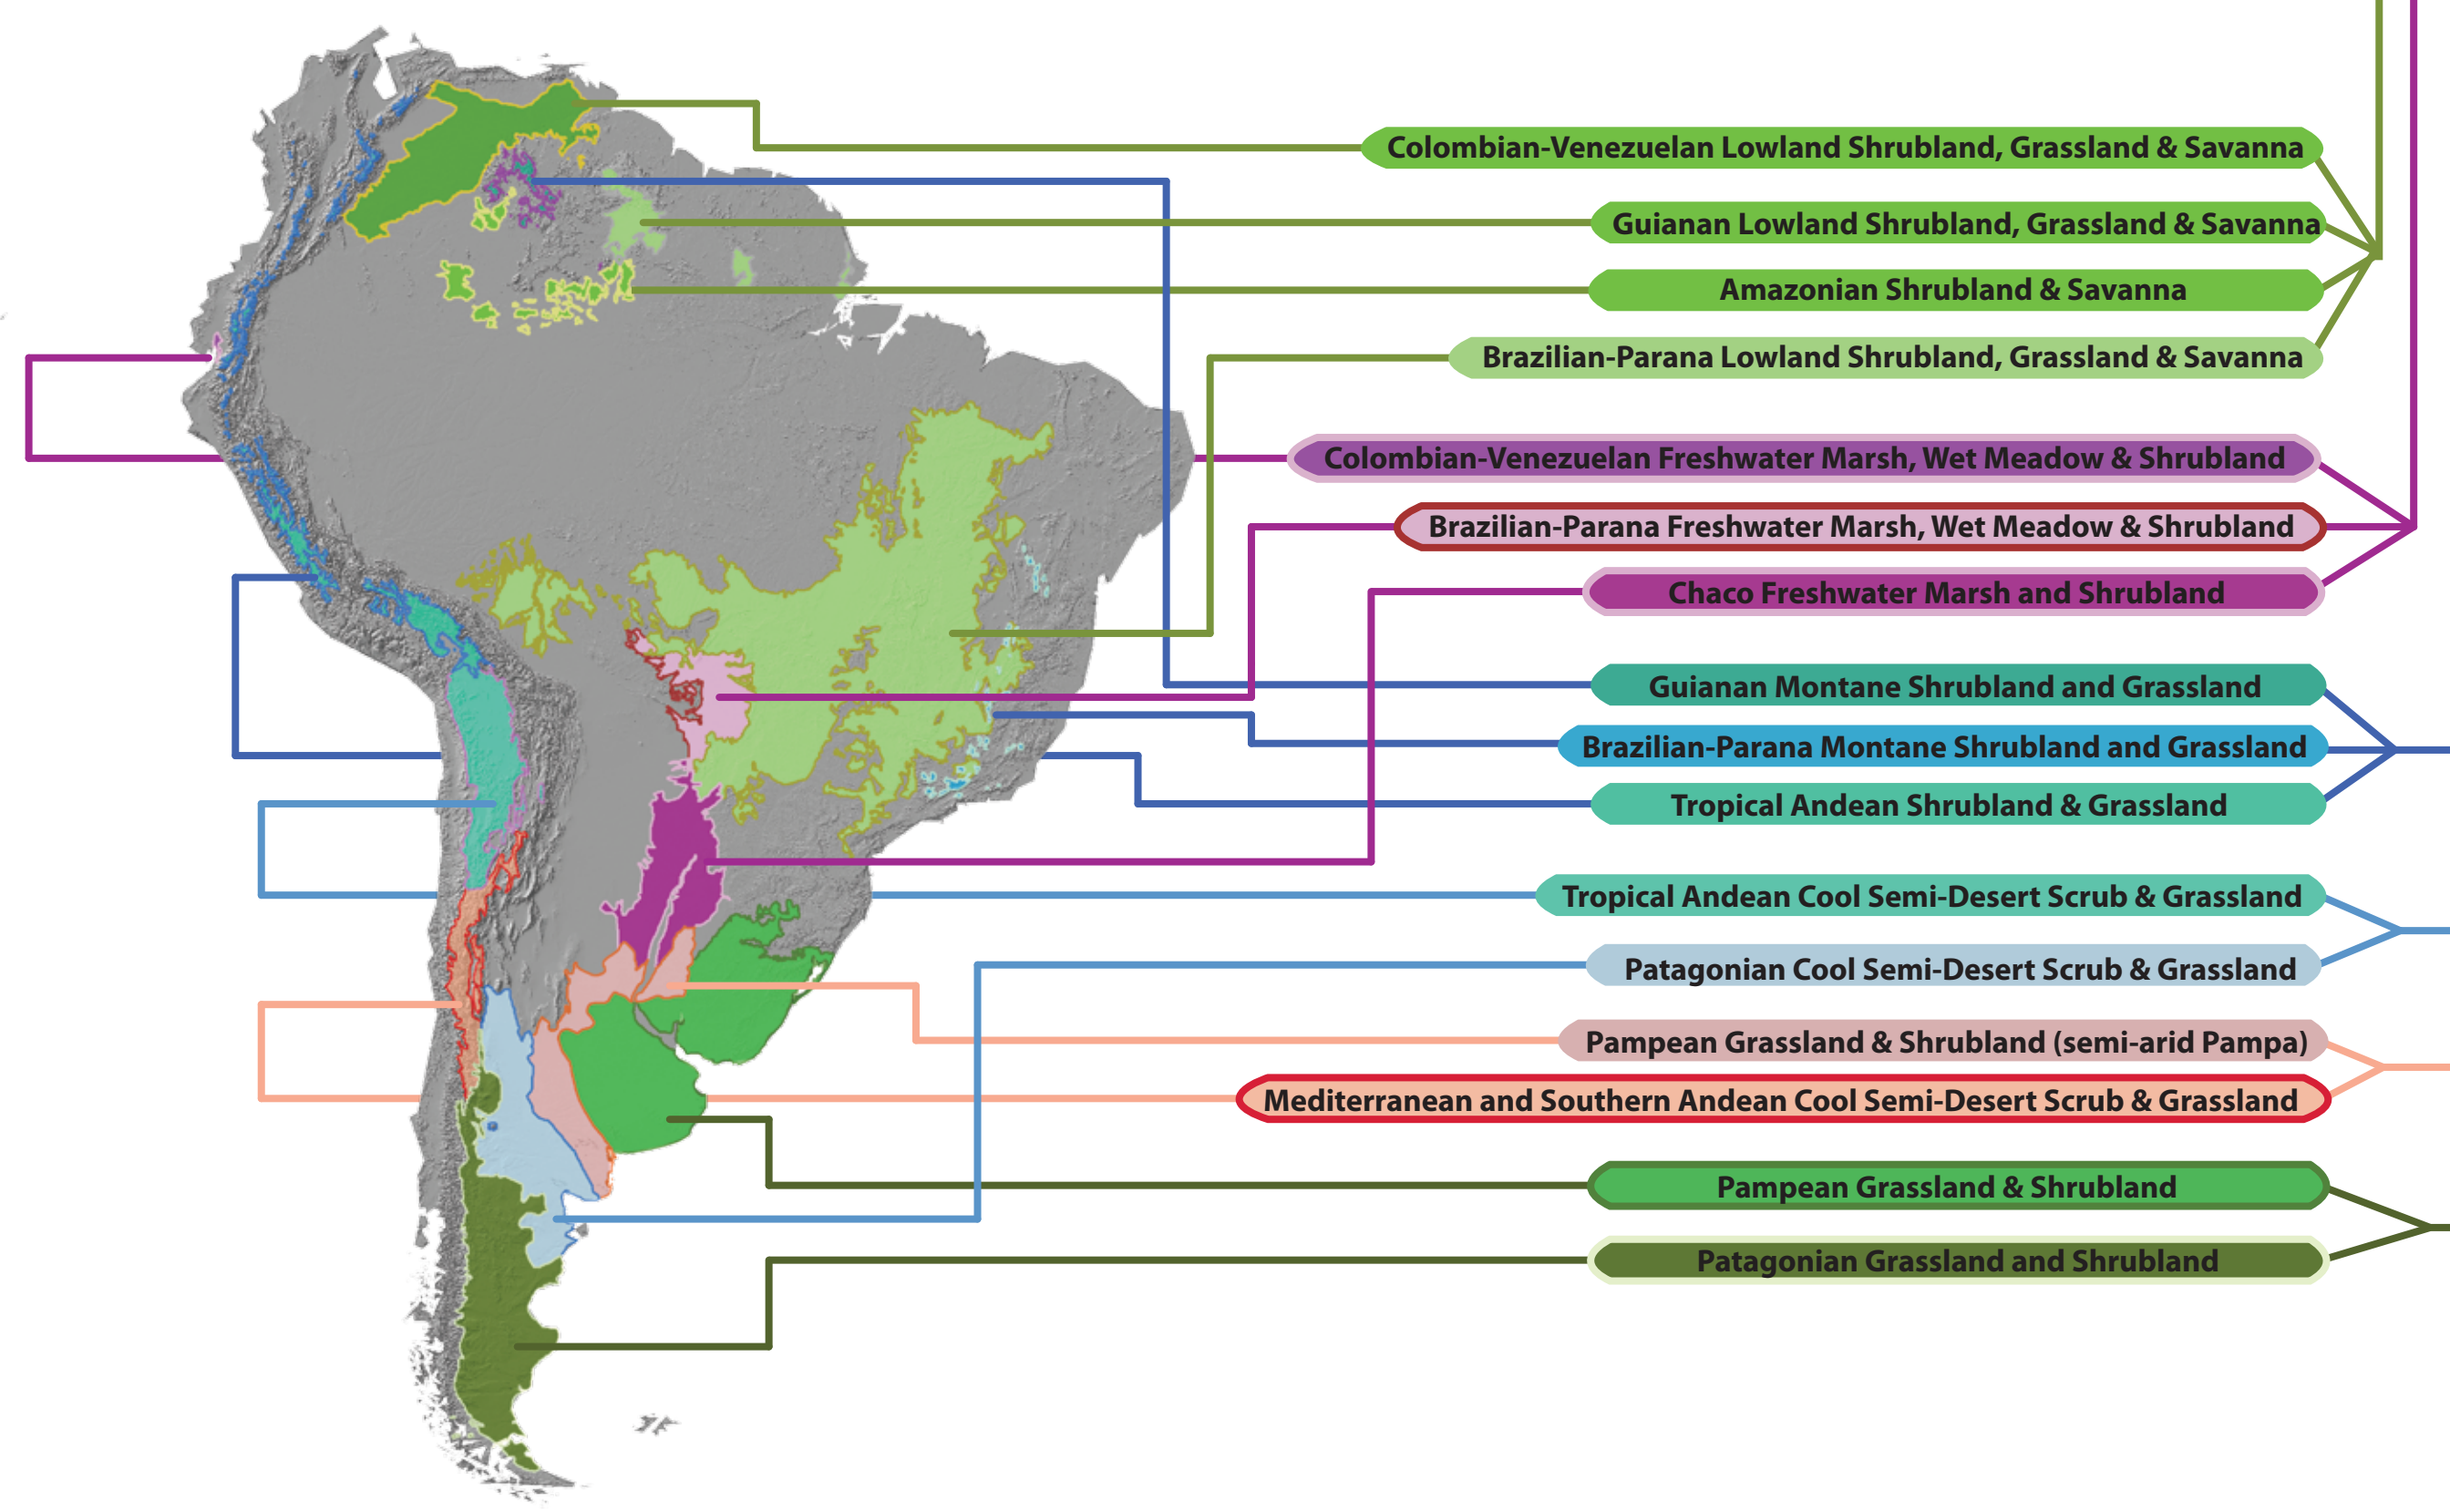 Colombian-Venezuelan Lowland Shrubland, Grassland & Savanna
Guianan Lowland Shrubland, Grassland & Savanna
Amazonian Shrubland & Savanna
Brazilian-Parana Lowland Shrubland, Grassland & Savanna
Colombian-Venezuelan Freshwater Marsh, Wet Meadow & Shrubland
Brazilian-Parana Freshwater Marsh, Wet Meadow & Shrubland
Chaco Freshwater Marsh and Shrubland
Guianan Montane Shrubland and Grassland
Brazilian-Parana Montane Shrubland and Grassland
Tropical Andean Shrubland & Grassland
Tropical Andean Cool Semi-Desert Scrub & Grassland
Patagonian Cool Semi-Desert Scrub & Grassland
Pampean Grassland & Shrubland (semi-arid Pampa)
Mediterranean and Southern Andean Cool Semi-Desert Scrub & Grassland
Pampean Grassland & Shrubland
Patagonian Grassland and Shrubland